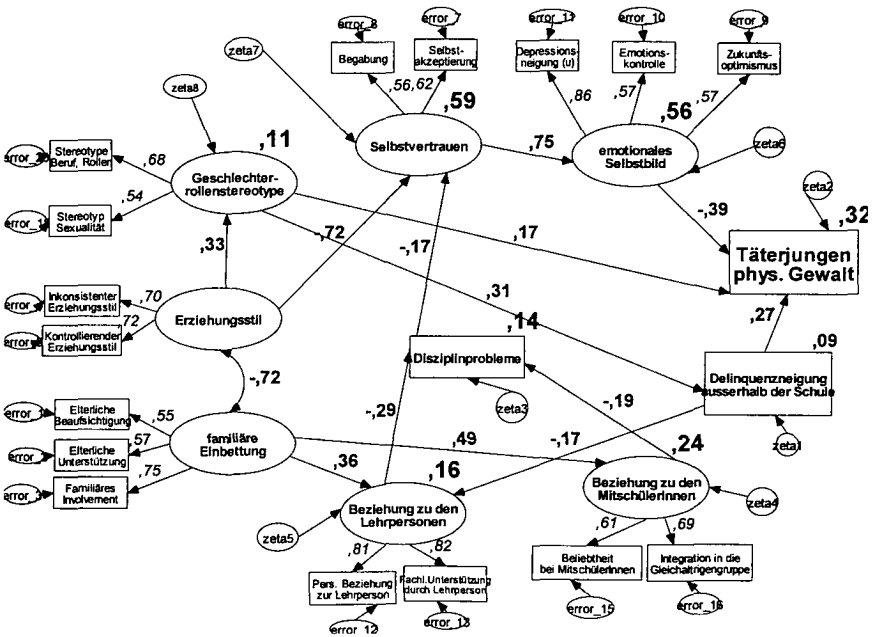 error_8
error_7
error_11
error_10
error_9
Begabung
Selbst-
akzeptierung
Depressions-
neigung (u)
Emotions-
kontrolle
Zukunfts-
optimismus
zeta7
,56
,62
,59
,86
,57
,57
,56
zeta8
,11
Selbstvertrauen
,75
emotionales
Selbstbild
zeta6
Stereotype
Beruf, Rollen
,68
Geschlechter-
rollenstereotype
zeta2
,32
Stereotyp
Sexualität
,54
-,39
Täterjungen
phys. Gewalt
,33
-,72
-,17
,17
Inkonsistenter
Erziehungsstil
,70
Erziehungsstil
,31
,27
Kontrollierender
Erziehungsstil
,72
,14
,09
Disziplinprobleme
Delinquenzneigung
ausserhalb der Schule
-,72
-,29
zeta3
-,19
zeta1
Elterliche
Beaufsichtigung
,55
familiäre
Einbettung
,49
-,17
Elterliche
Unterstützung
,57
,36
,16
,24
Familiäres
Involvement
,75
Beziehung zu den
Lehrpersonen
Beziehung zu den
MitschülerInnen
zeta4
zeta5
,81
,82
,61
,69
Pers. Beziehung
zur Lehrperson
Fachl.Unterstützung
durch Lehrperson
Beliebtheit
bei MitschülerInnen
Integration in die
Gleichaltrigengruppe
error_12
error_13
error_15
error_16